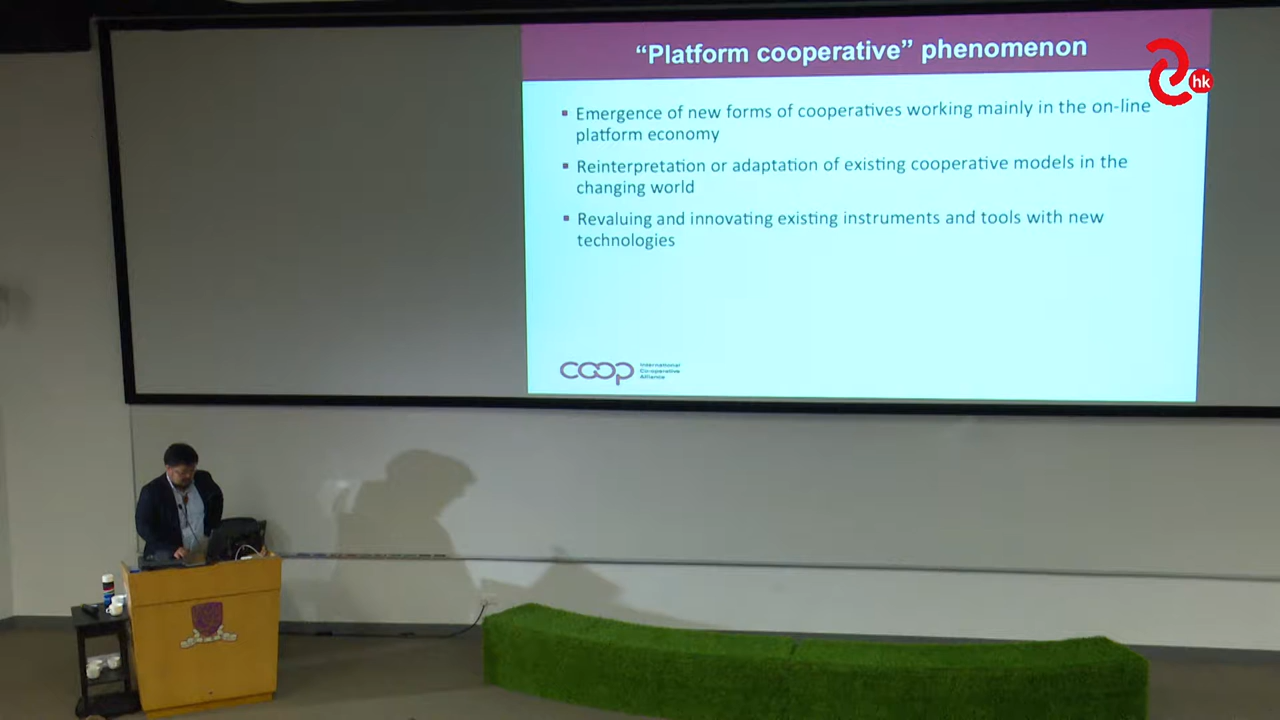 “Platform cooperative” phenomenon
hk
▪ Emergence of new forms of cooperatives working mainly in the on-line
platform economy
▪ Reinterpretation or adaptation of existing cooperative models in the
changing world
▪ Revaluing and innovating existing instruments and tools with new
technologies
coop
International
Co-operative
Alliance